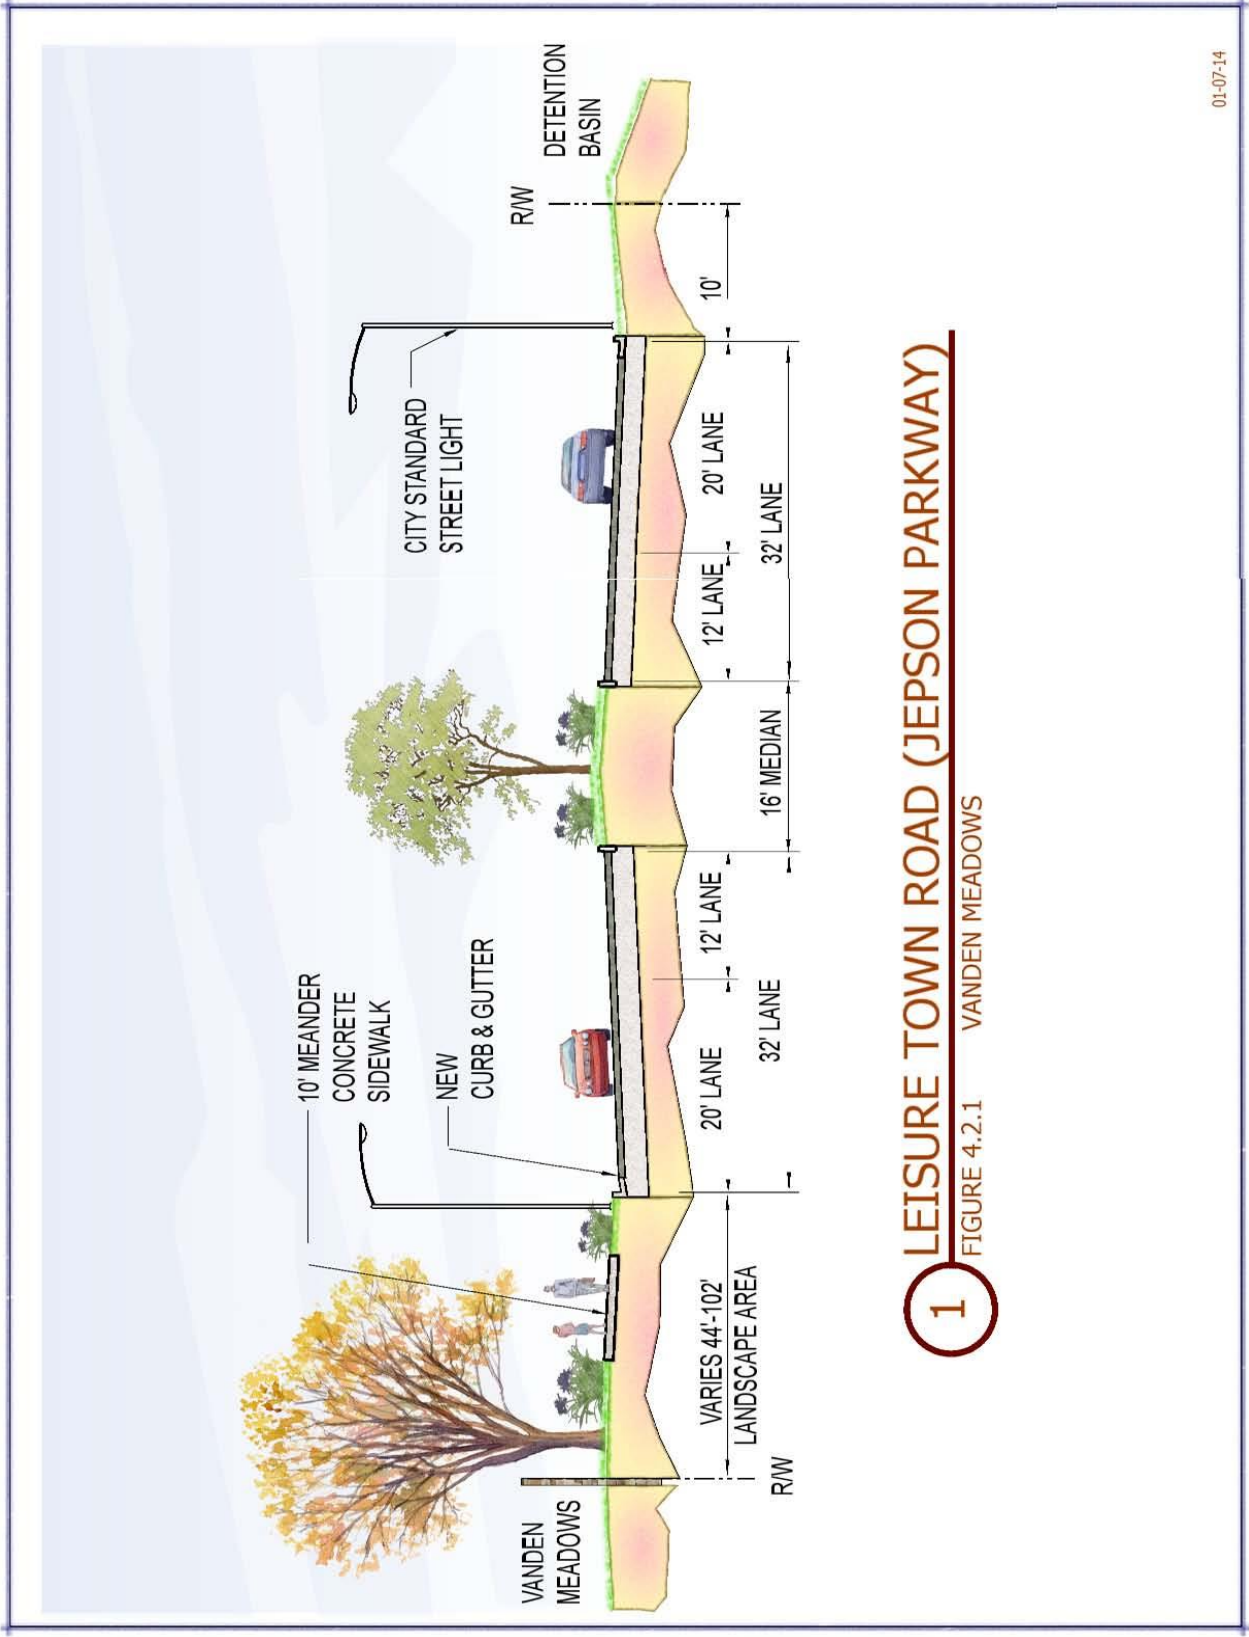 10' MEANDER
CONCRETE
SIDEWALK
NEW
CURB & GUTTER
CITY STANDARD
STREET LIGHT
R/W
DETENTION
BASIN
VANDEN
MEADOWS
R/W
VARIES 44'-102'
LANDSCAPE AREA
20' LANE
12' LANE
32' LANE
16' MEDIAN
12' LANE
20' LANE
32' LANE
10'
1
LEISURE TOWN ROAD (JEPSON PARKWAY)
FIGURE 4.2.1 VANDEN MEADOWS
01-07-14